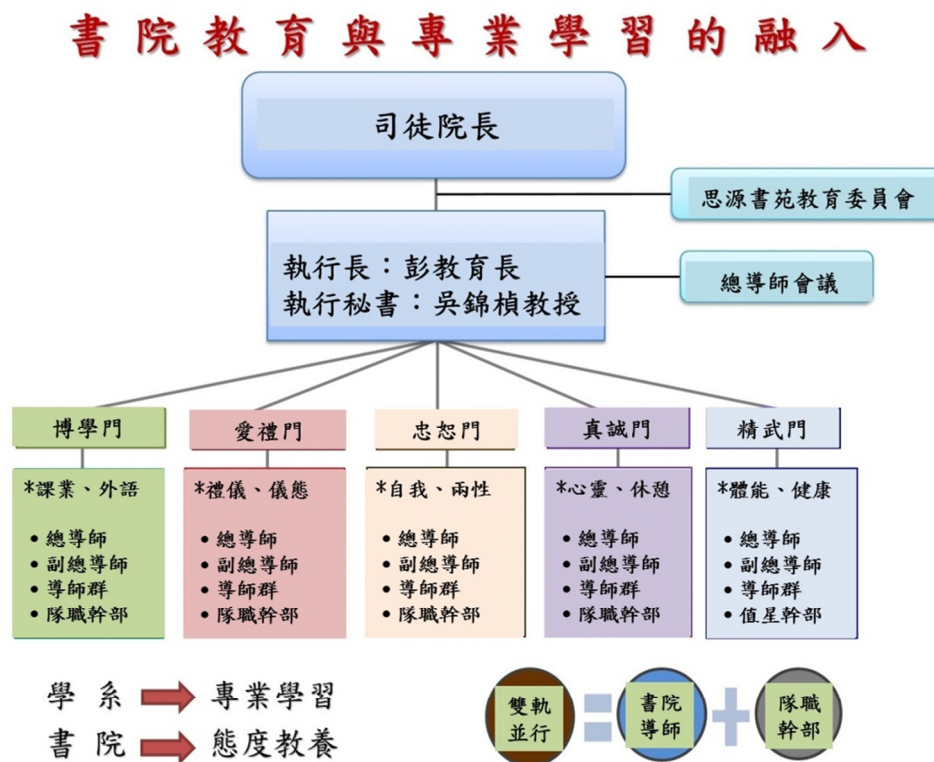 書院教育與專業學習的融入
司徒院長
思源書苑教育委員會
執行長：彭教育長
執行秘書：吳錦楨教授
總導師會議
博學門
*課業、外語
• 總導師
• 副總導師
• 導師群
• 隊職幹部
愛禮門
*禮儀、儀態
• 總導師
• 副總導師
• 導師群
• 隊職幹部
忠恕門
*自我、兩性
• 總導師
• 副總導師
• 導師群
• 隊職幹部
真誠門
*心靈、休憩
• 總導師
• 副總導師
• 導師群
• 隊職幹部
精武門
*體能、健康
• 總導師
• 副總導師
• 導師群
• 值星幹部
學系 專業學習
書院 態度教養
雙軌
並行
=
書院
導師
+
隊職
幹部